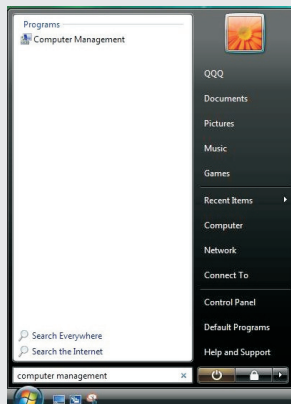 Programs
Computer Management
QQQ
Documents
Pictures
Music
Games
Recent Items
Computer
Network
Connect To
Control Panel
Default Programs
Help and Support
Search Everywhere
Search the Internet
computer management